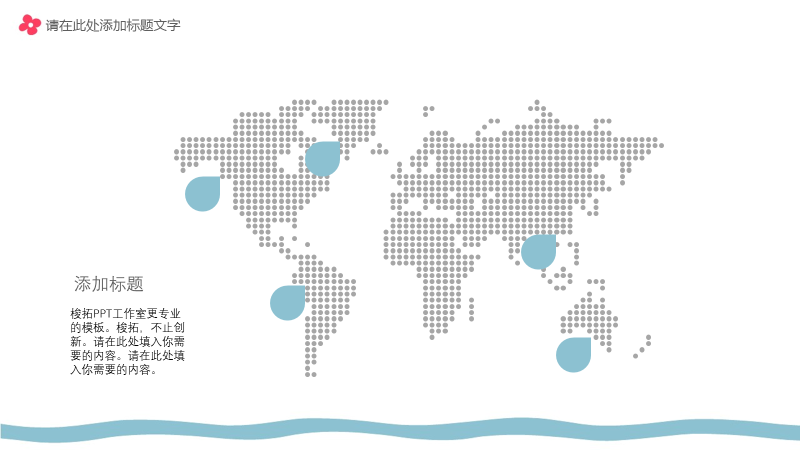 请在此处添加标题文字
添加标题
梭拓PPT工作室更专业
的模板。梭拓，不止创
新。请在此处填入你需
要的内容。请在此处填
入你需要的内容。